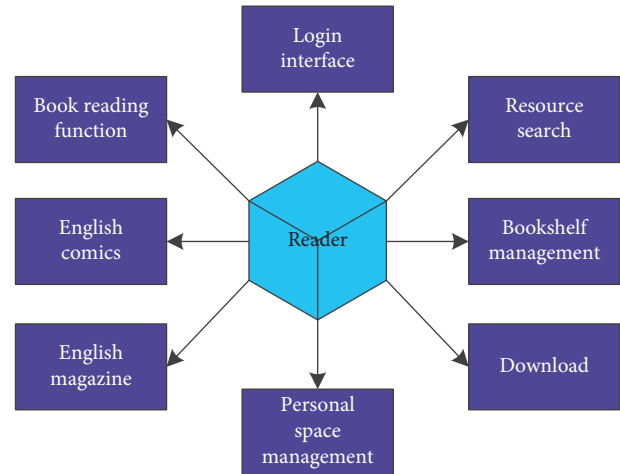 Login
interface
Book reading
function
Resource
search
English
comics
Reader
Bookshelf
management
English
magazine
Download
Personal
space
management